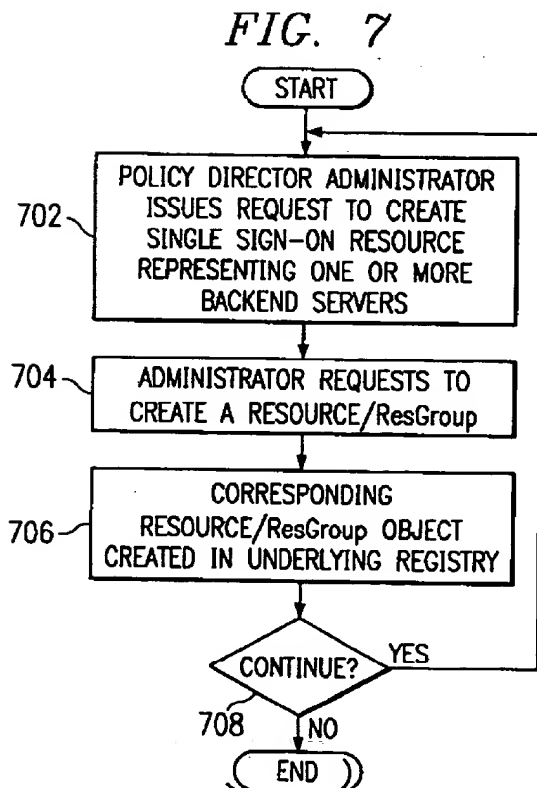 FIG. 7
START
702
POLICY DIRECTOR ADMINISTRATOR
ISSUES REQUEST TO CREATE
SINGLE SIGN-ON RESOURCE
REPRESENTING ONE OR MORE
BACKEND SERVERS
704
ADMINISTRATOR REQUESTS TO
CREATE A RESOURCE/ResGroup
706
CORRESPONDING
RESOURCE/ResGroup OBJECT
CREATED IN UNDERLYING REGISTRY
CONTINUE?
YES
708
NO
END